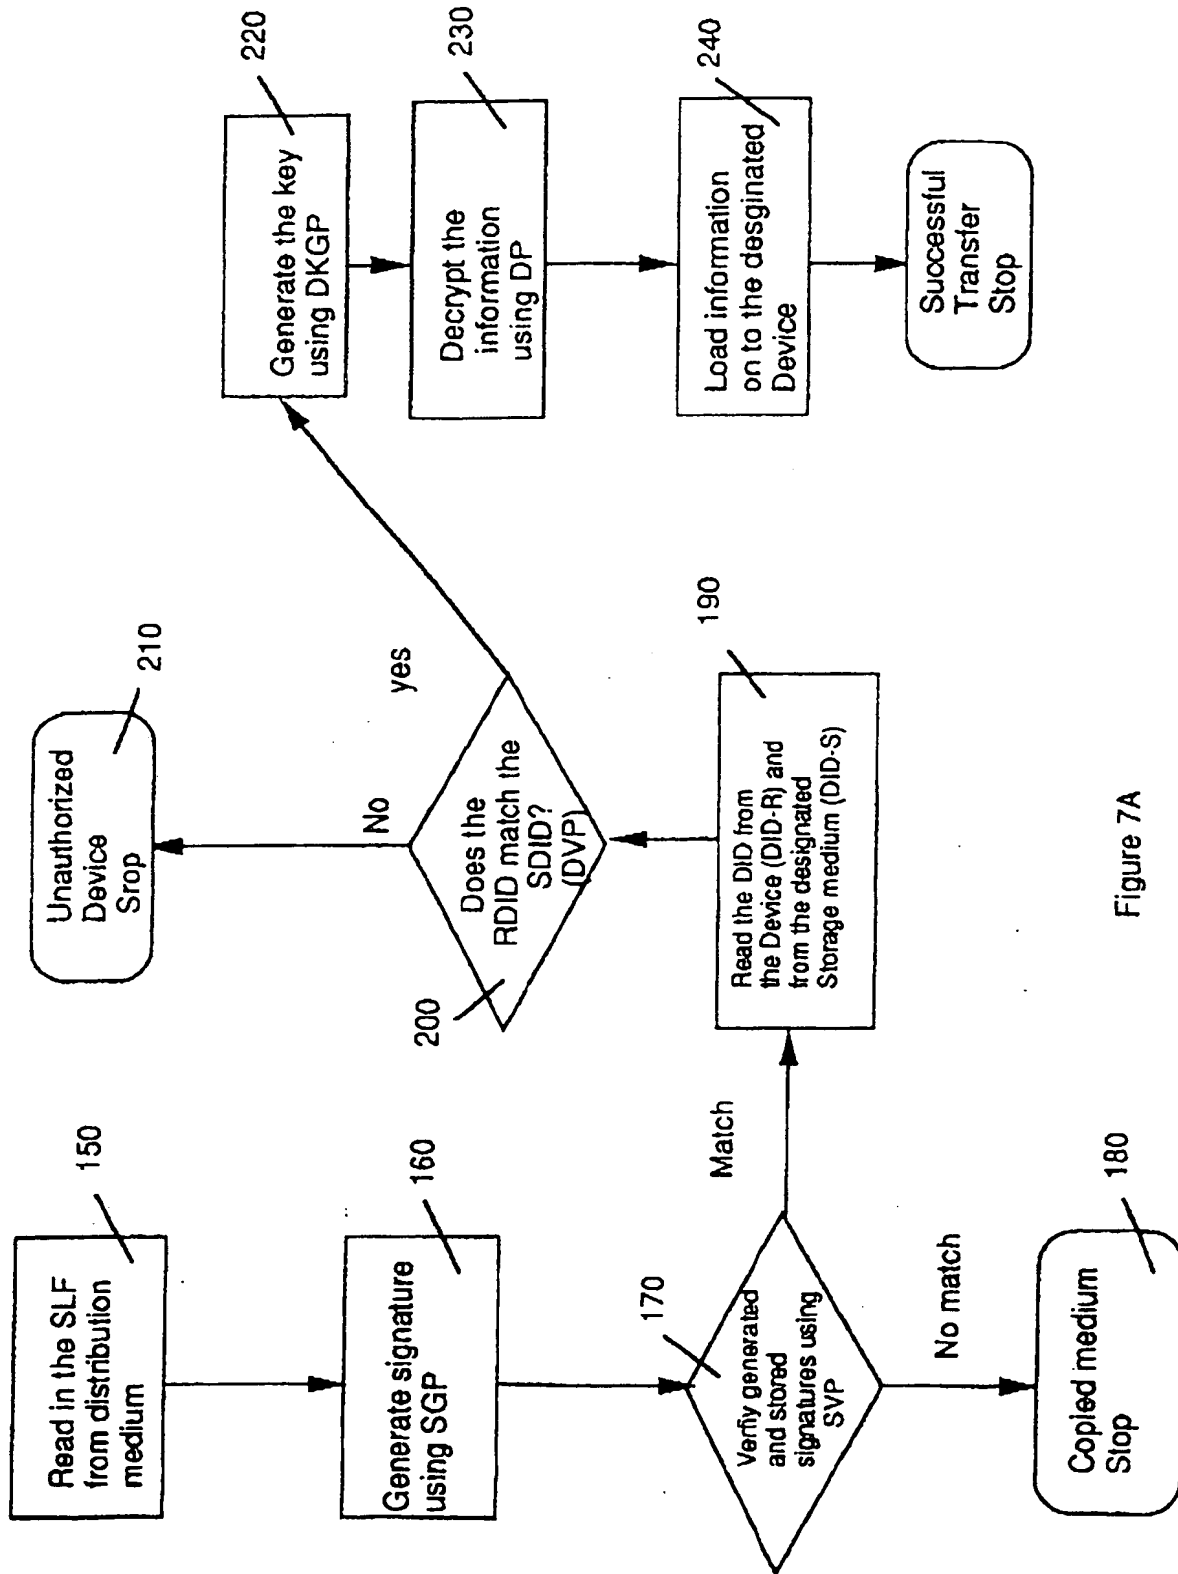 150
Read in the SLF
from distribution
medium
160
Generate signature
using SGP
170
Verfiy generated
and stored
signatures using
SVP
No match
180
Copied medium
Stop
Match
190
Read the DID from
the Device (DID-R) and
from the designated
Storage medium (DID-S)
200
Does the
RDID match the
SDID?
(DVP)
No
210
Unauthorized
Device
Srop
yes
220
Generate the key
using DKGP
230
Decrypt the
information
using DP
240
Load information
on to the desginated
Device
Successful
Transfer
Stop
Figure 7A